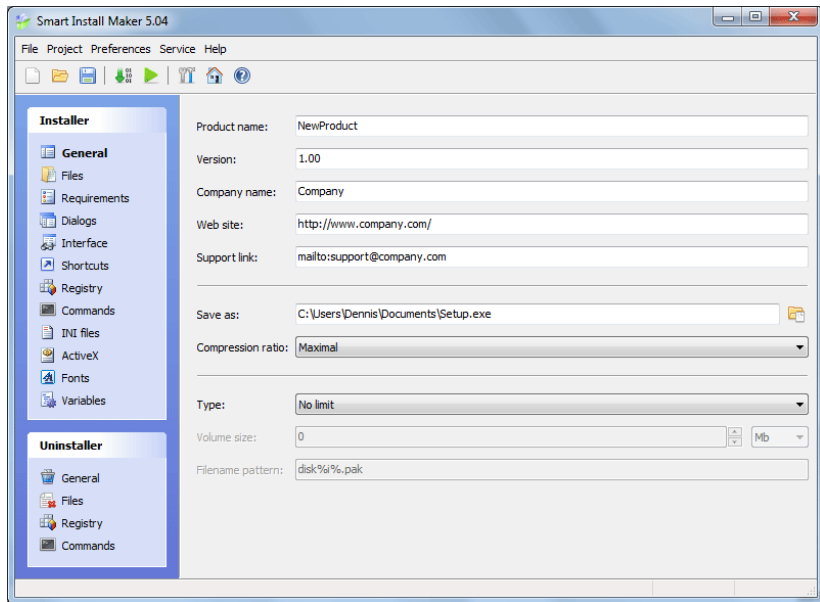 Smart Install Maker 5.04
File Project Preferences Service Help
Installer
General
Files
Requirements
Dialogs
Interface
Shortcuts
Registry
Commands
INI files
ActiveX
Fonts
Variables
Uninstaller
General
Files
Registry
Commands
Product name: NewProduct
Version: 1.00
Company name: Company
Web site: http://www.company.com/
Support link: mailto:support@company.com
Save as: C:\Users\Dennis\Documents\Setup.exe
Compression ratio: Maximal
Type: No limit
Volume size: 0 Mb
Filename pattern: disk%i%.pak